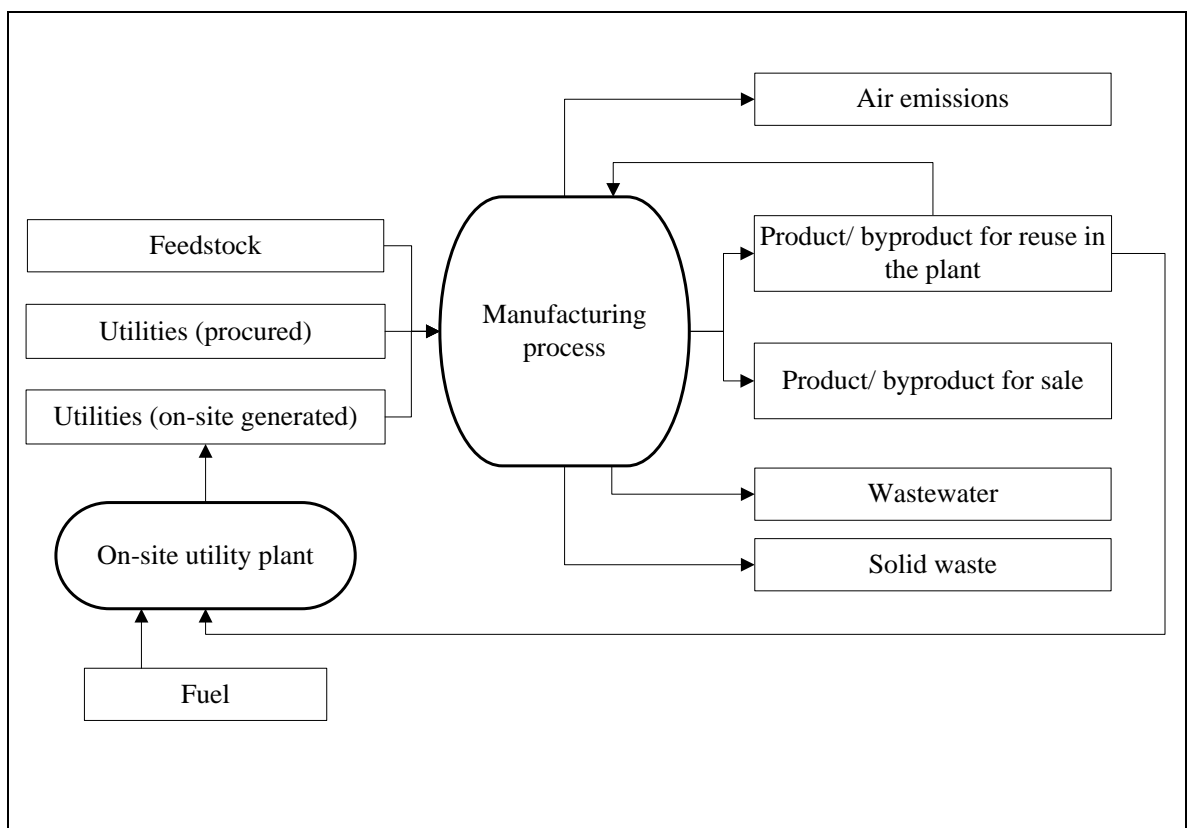 Air emissions
Feedstock
Product/ byproduct for reuse in
the plant
Utilities (procured)
Manufacturing
process
Utilities (on-site generated)
Product/ byproduct for sale
Wastewater
On-site utility plant
Solid waste
Fuel